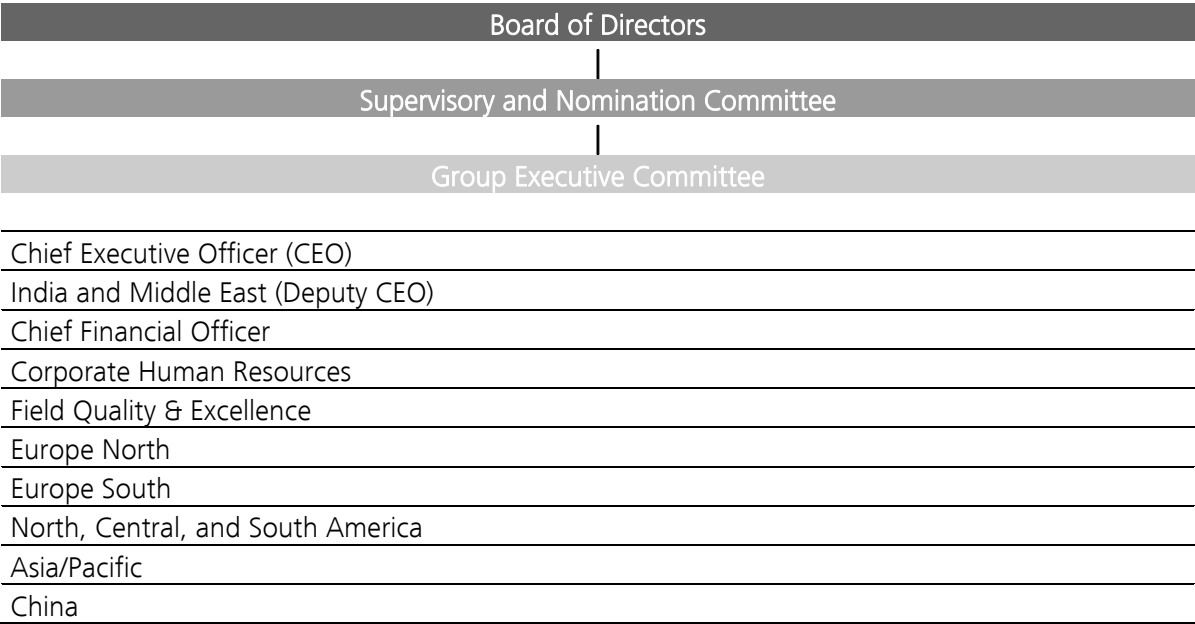 Board of Directors
Supervisory and Nomination Committee
Group Executive Committee
Chief Executive Officer (CEO)
India and Middle East (Deputy CEO)
Chief Financial Officer
Corporate Human Resources
Field Quality & Excellence
Europe North
Europe South
North, Central, and South America
Asia/Pacific
China